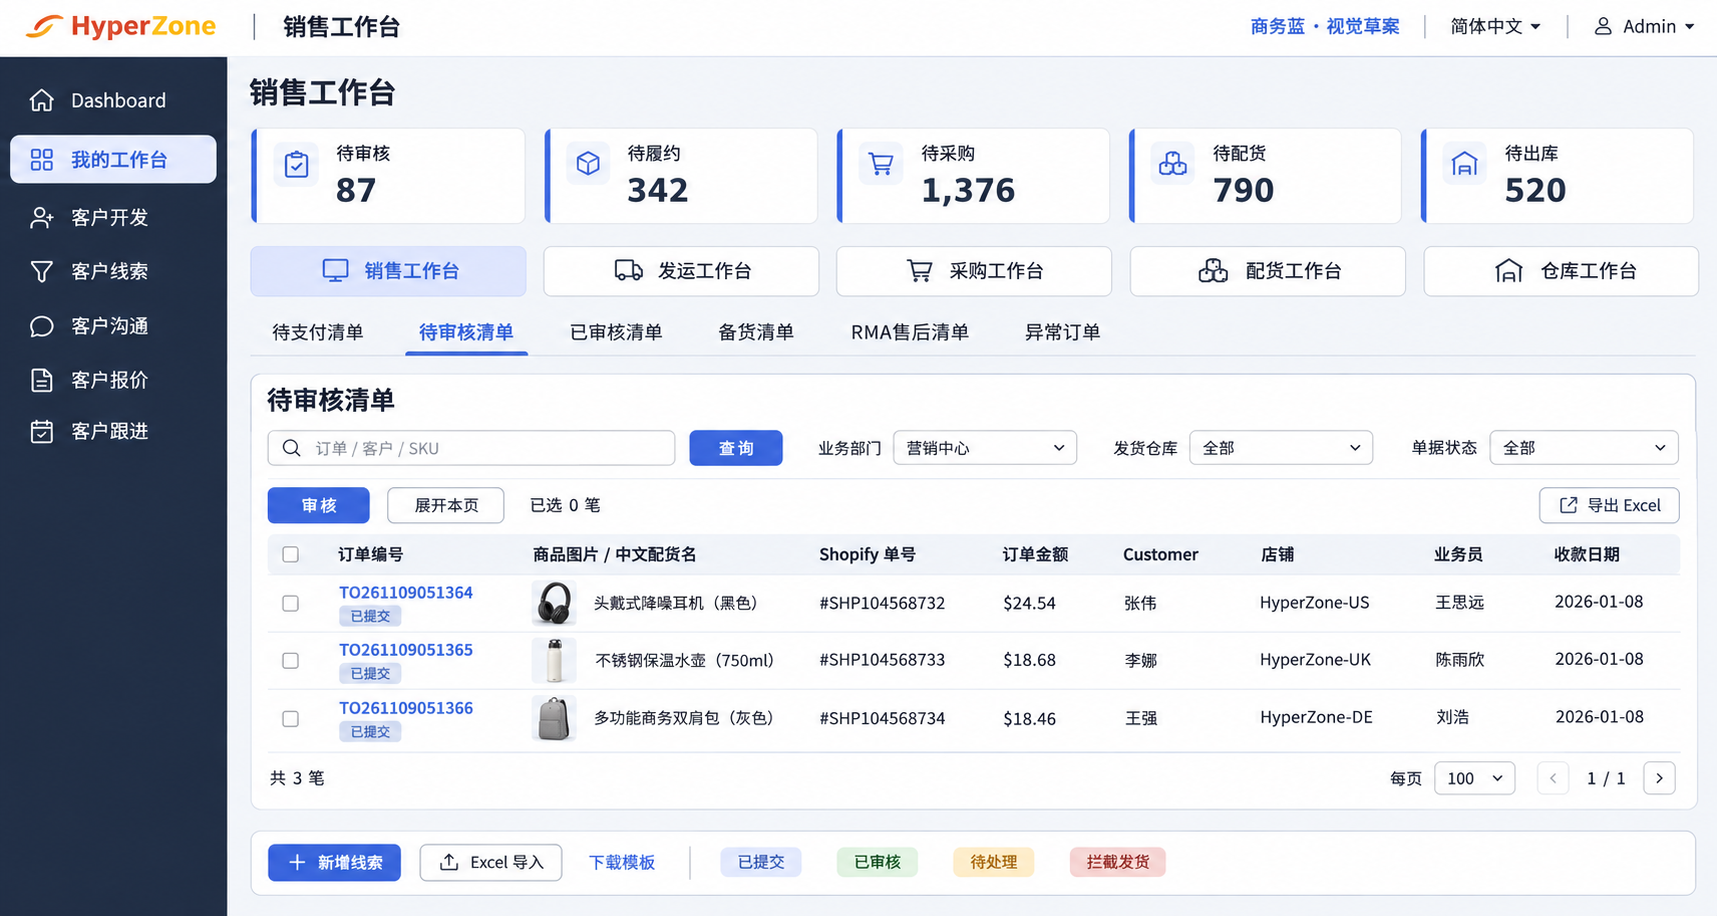 HyperZone
销售工作台
商务蓝・视觉草案
简体中文
Admin
Dashboard
我的工作台
客户开发
客户线索
客户沟通
客户报价
客户跟进
销售工作台
待审核
87
待履约
342
待采购
1,376
待配货
790
待出库
520
销售工作台
发运工作台
采购工作台
配货工作台
仓库工作台
待支付清单
待审核清单
已审核清单
备货清单
RMA售后清单
异常订单
待审核清单
订单 / 客户 / SKU
查询
业务部门
营销中心
发货仓库
全部
单据状态
全部
审核
展开本页
已选 0 笔
导出 Excel
订单编号 商品图片 / 中文配货名 Shopify 单号 订单金额 Customer 店铺 业务员 收款日期
TO261109051364 头戴式降噪耳机（黑色） #SHP104568732 $24.54 张伟 HyperZone-US 王思远 2026-01-08
已提交
TO261109051365 不锈钢保温水壶（750ml） #SHP104568733 $18.68 李娜 HyperZone-UK 陈雨欣 2026-01-08
已提交
TO261109051366 多功能商务双肩包（灰色） #SHP104568734 $18.46 王强 HyperZone-DE 刘浩 2026-01-08
已提交
共 3 笔
每页
100
1 / 1
新增线索
Excel 导入
下载模板
已提交
已审核
待处理
拦截发货